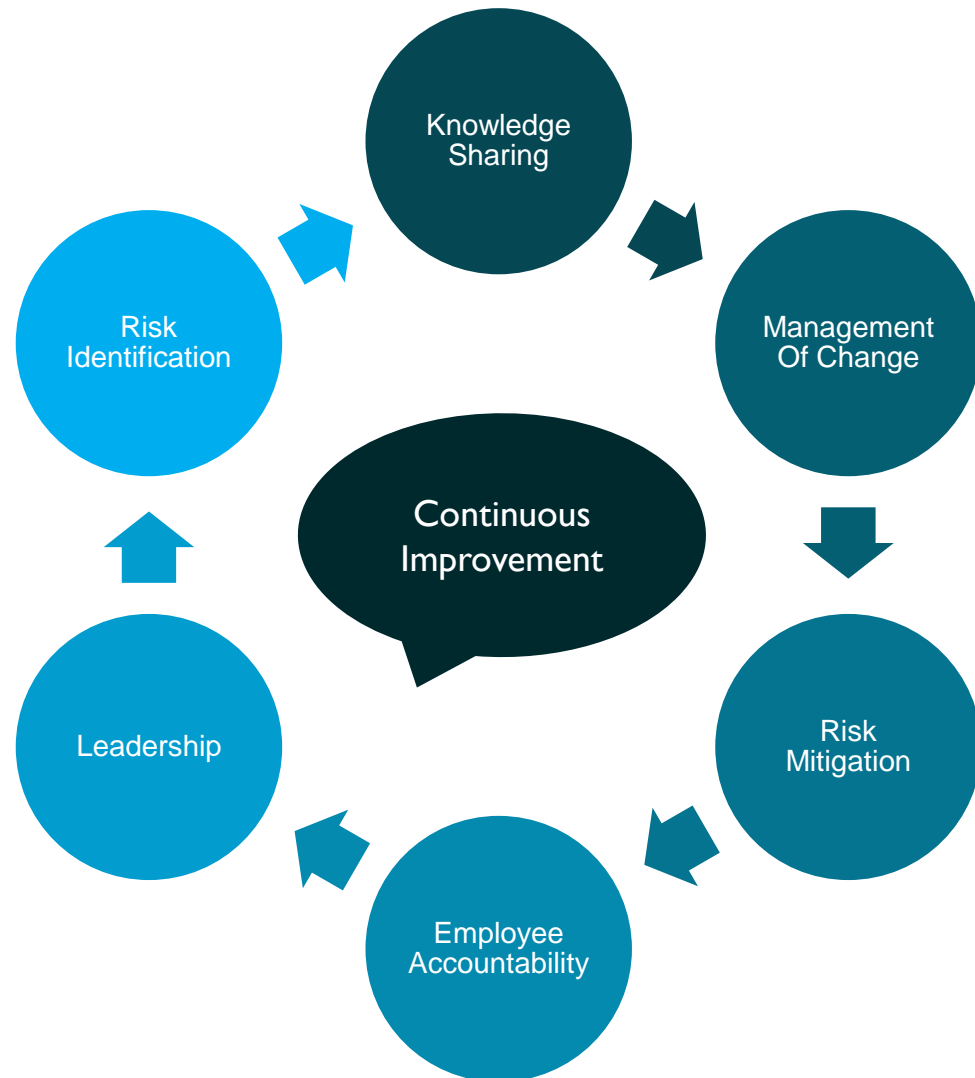 Knowledge
Sharing
Management
Of Change
Risk
Mitigation
Employee
Accountability
Leadership
Risk
Identification
Continuous
Improvement